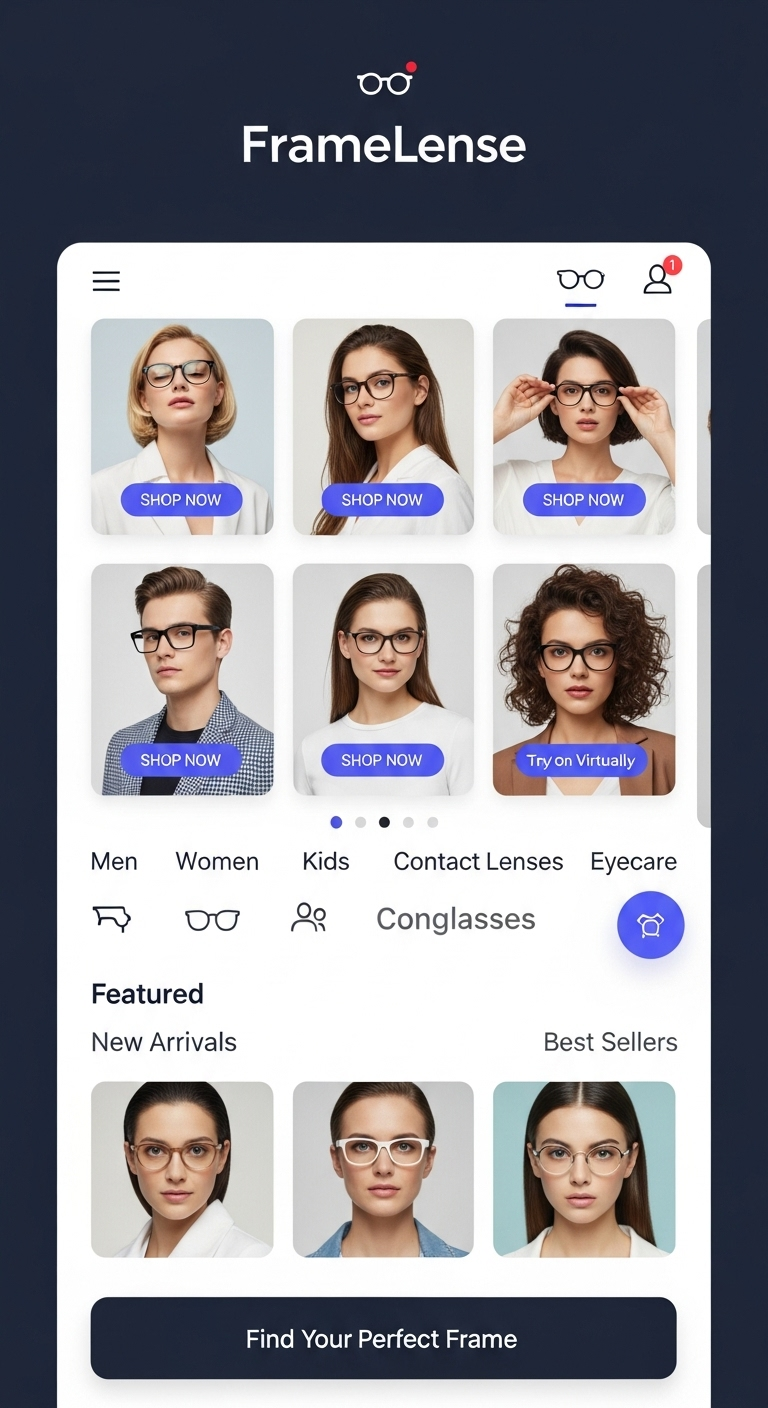 FrameLense
1
SHOP NOW
SHOP NOW
SHOP NOW
SHOP NOW
SHOP NOW
Try on Virtually
Men Women Kids Contact Lenses Eyecare
Conglasses
Featured
New Arrivals Best Sellers
Find Your Perfect Frame